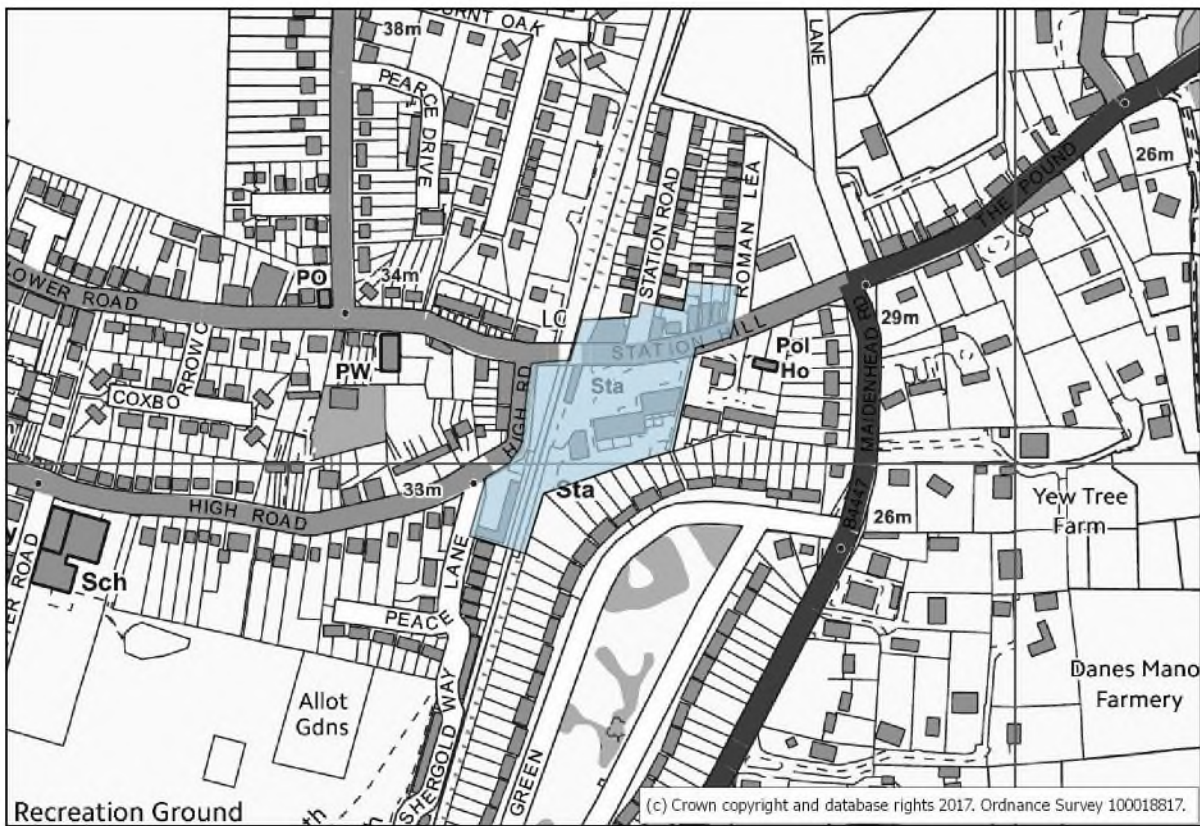 OAK
38m
LANE
PEARCE DRIVE
THE POUND
26m
STATION ROAD
ROMAN LEA
LOWER ROAD
PO
34m
LC
STATION HILL
29m
PW
HIGH RD
Sta
Pol
Ho
MAIDENHEAD RD
COXBO
33m
Sta
B4447
26m
Yew Tree
Farm
HIGH ROAD
Sch
LANE
PEACE
Allot
Gdns
SHERGOLD WAY
GREEN
Danes Mano
Farmery
Recreation Ground
(c) Crown copyright and database rights 2017. Ordnance Survey 100018817.